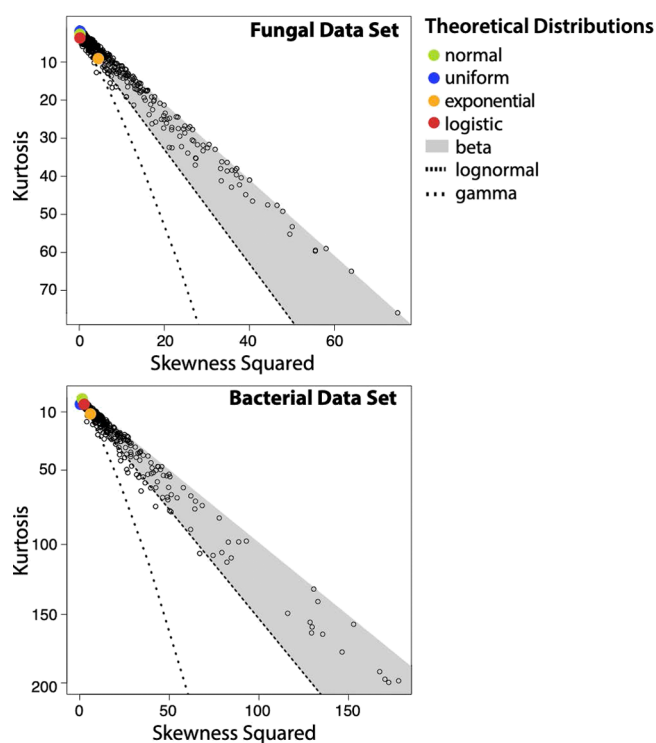 Fungal Data Set
Kurtosis
10
20
30
40
50
60
70
0
20
40
60
Skewness Squared
Theoretical Distributions
normal
uniform
exponential
logistic
beta
lognormal
gamma
Bacterial Data Set
Kurtosis
10
50
100
150
200
0
50
100
150
Skewness Squared